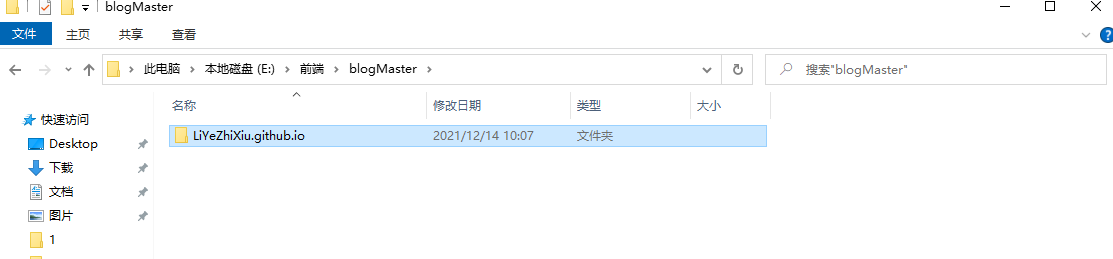 blogMaster
文件 主页 共享 查看
此电脑 本地磁盘 (E:) 前端 blogMaster 搜索"blogMaster"
名称 修改日期 类型 大小
快速访问
LiYeZhiXiu.github.io 2021/12/14 10:07 文件夹
Desktop
下载
文档
图片
1